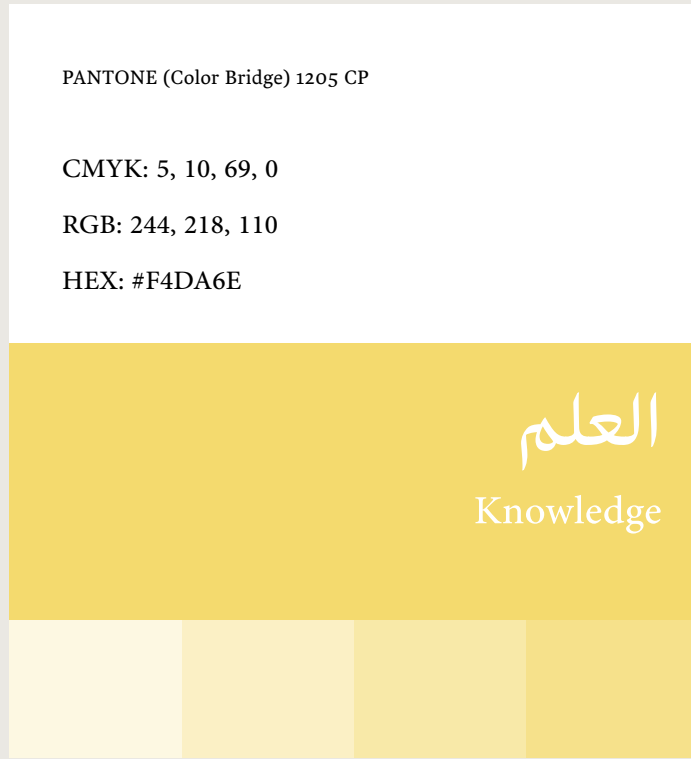 PANTONE (Color Bridge) 1205 CP
CMYK: 5, 10, 69, 0
RGB: 244, 218, 110
HEX: #F4DA6E
العلم
Knowledge